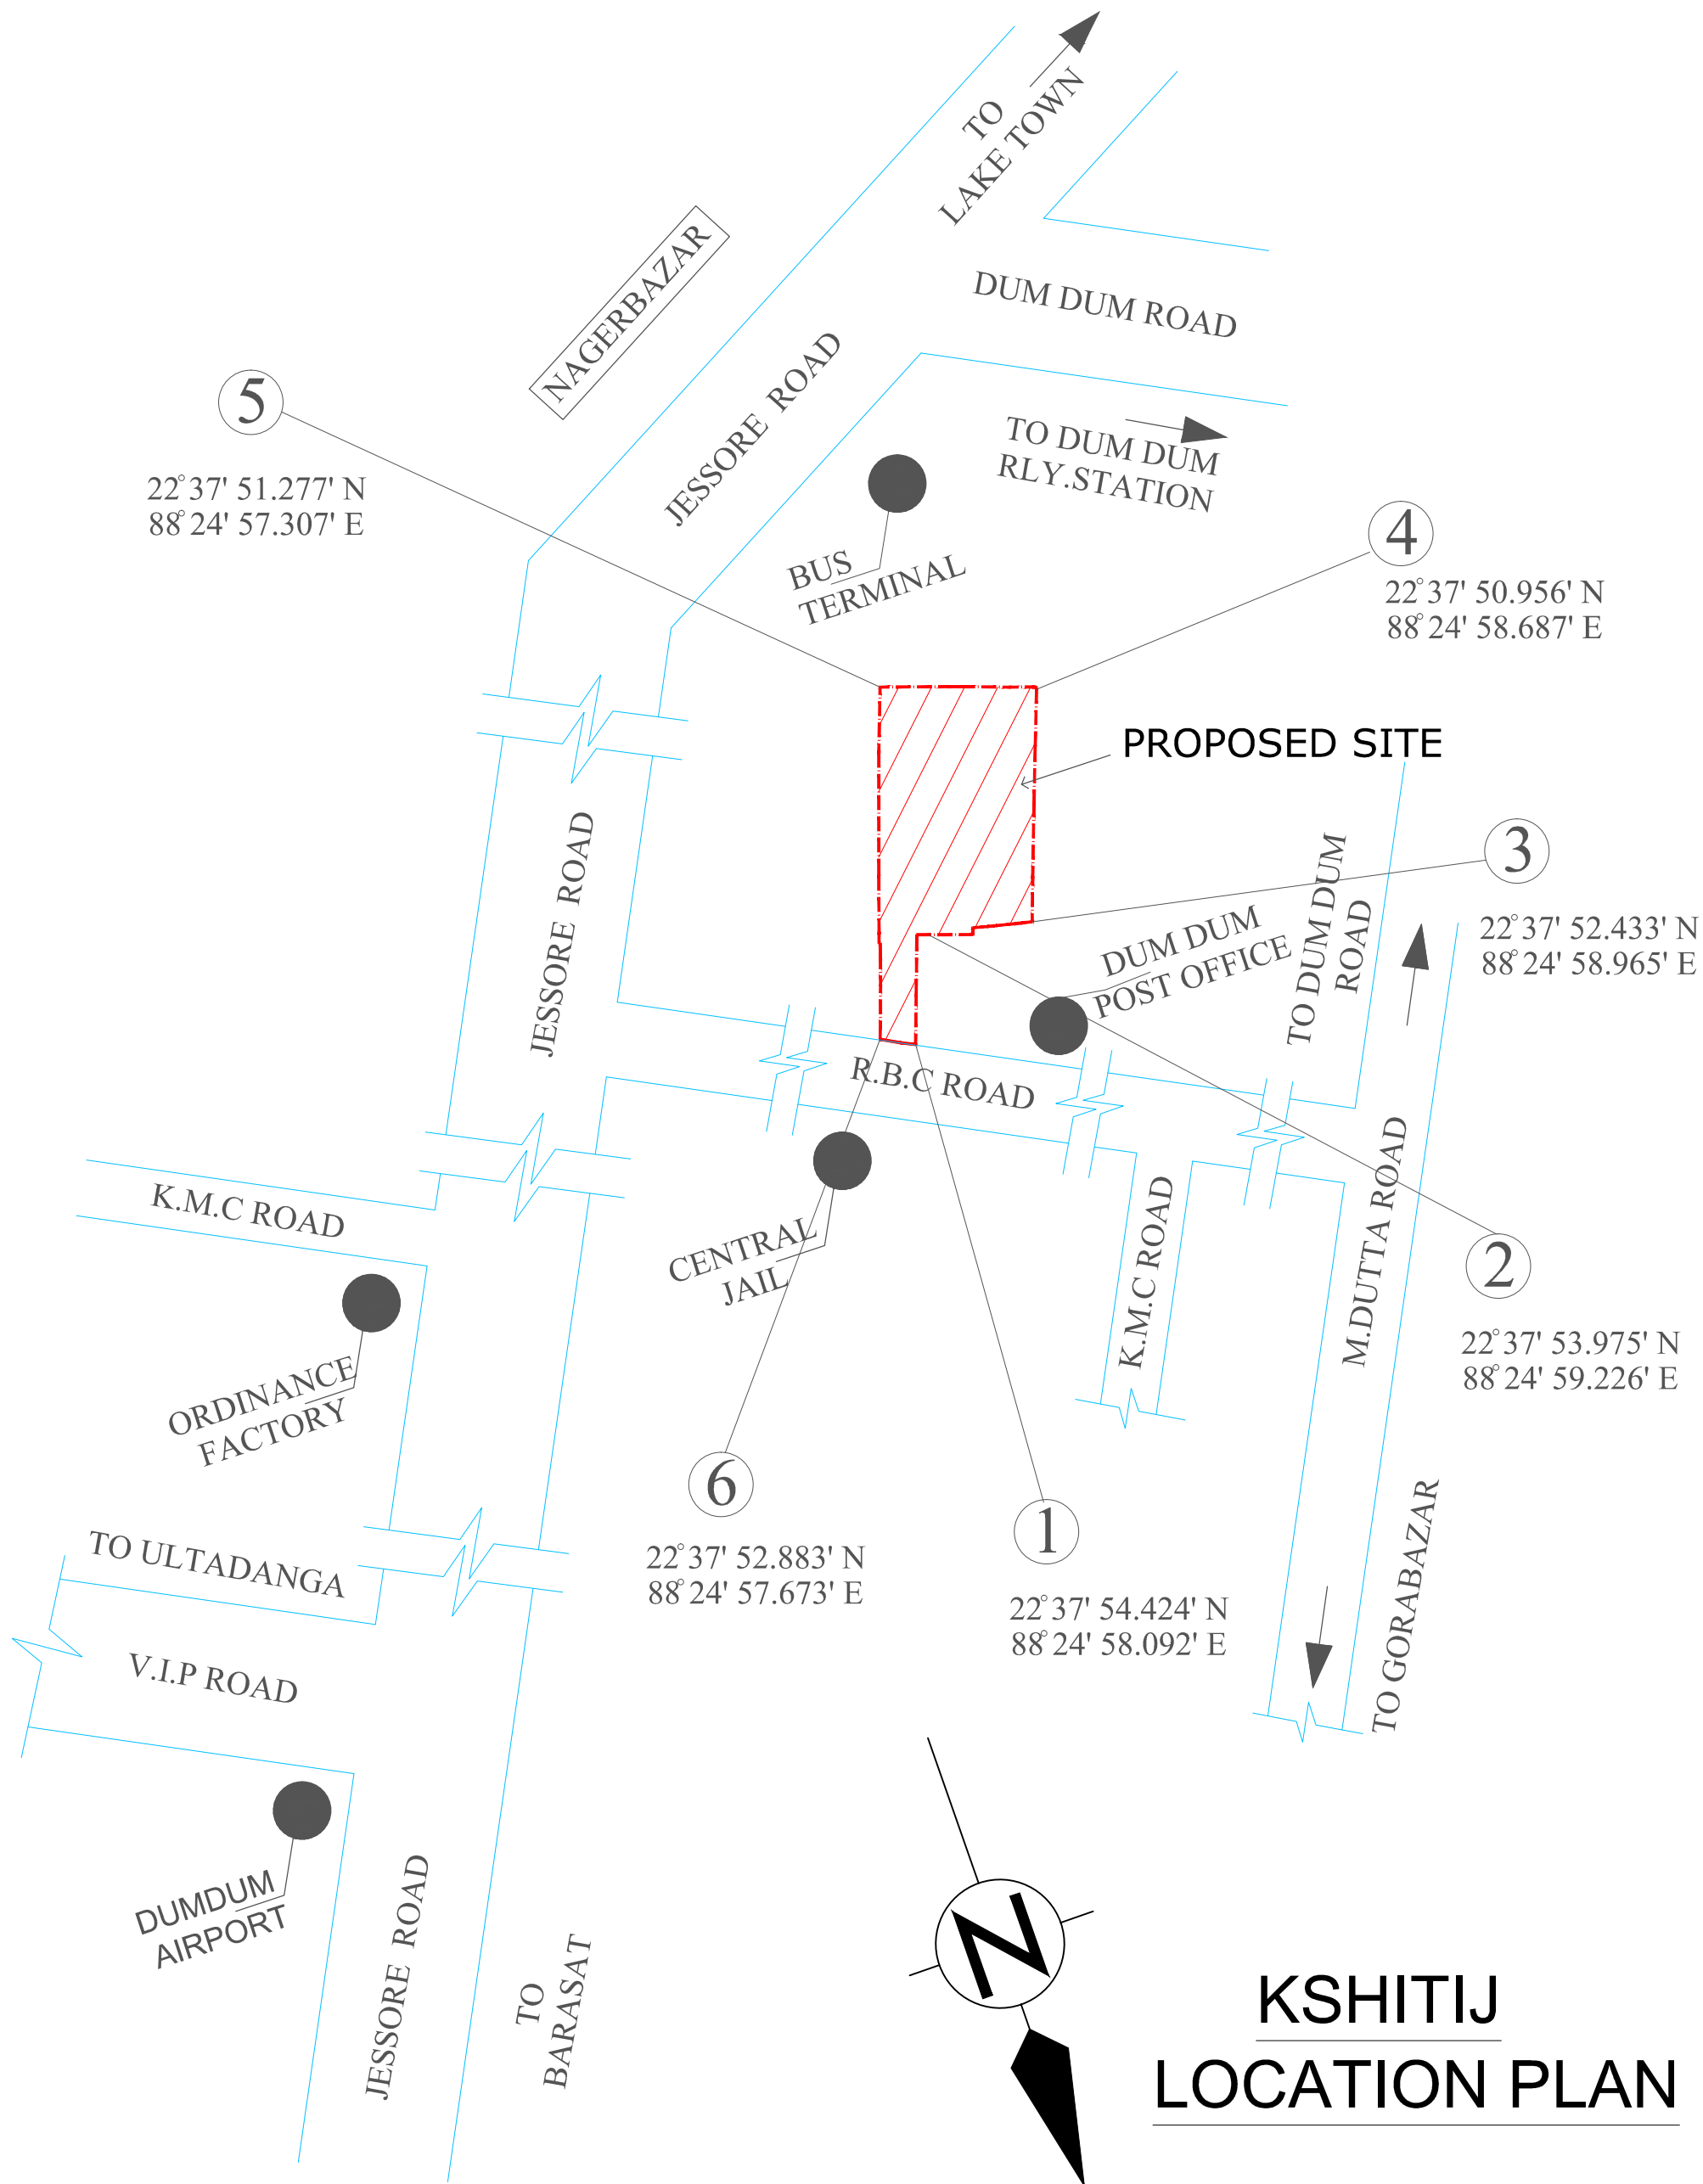 TO
LAKE TOWN
NAGERBAZAR
DUM DUM ROAD
JESSORE ROAD
5
22°37' 51.277' N
88°24' 57.307' E
TO DUM DUM
RLY.STATION
BUS
TERMINAL
4
22°37' 50.956' N
88°24' 58.687' E
PROPOSED SITE
JESSORE ROAD
3
22°37' 52.433' N
88°24' 58.965' E
TO DUM DUM
ROAD
DUM DUM
POST OFFICE
R.B.C ROAD
K.M.C ROAD
CENTRAL
JAIL
K.M.C ROAD
M.DUTTA ROAD
2
22°37' 53.975' N
88°24' 59.226' E
ORDINANCE
FACTORY
6
22°37' 52.883' N
88°24' 57.673' E
1
22°37' 54.424' N
88°24' 58.092' E
TO ULTADANGA
V.I.P ROAD
TO GORABAZAR
DUMDUM
AIRPORT
JESSORE ROAD
TO
BARASAT
N
KSHITIJ
LOCATION PLAN